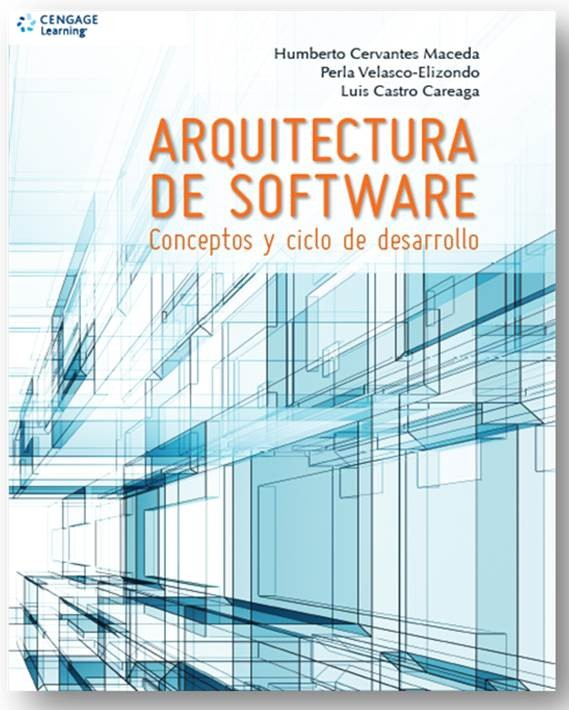 CENGAGE
Learning
Humberto Cervantes Maceda
Perla Velasco-Elizondo
Luis Castro Careaga
ARQUITECTURA
DE SOFTWARE
Conceptos y ciclo de desarrollo